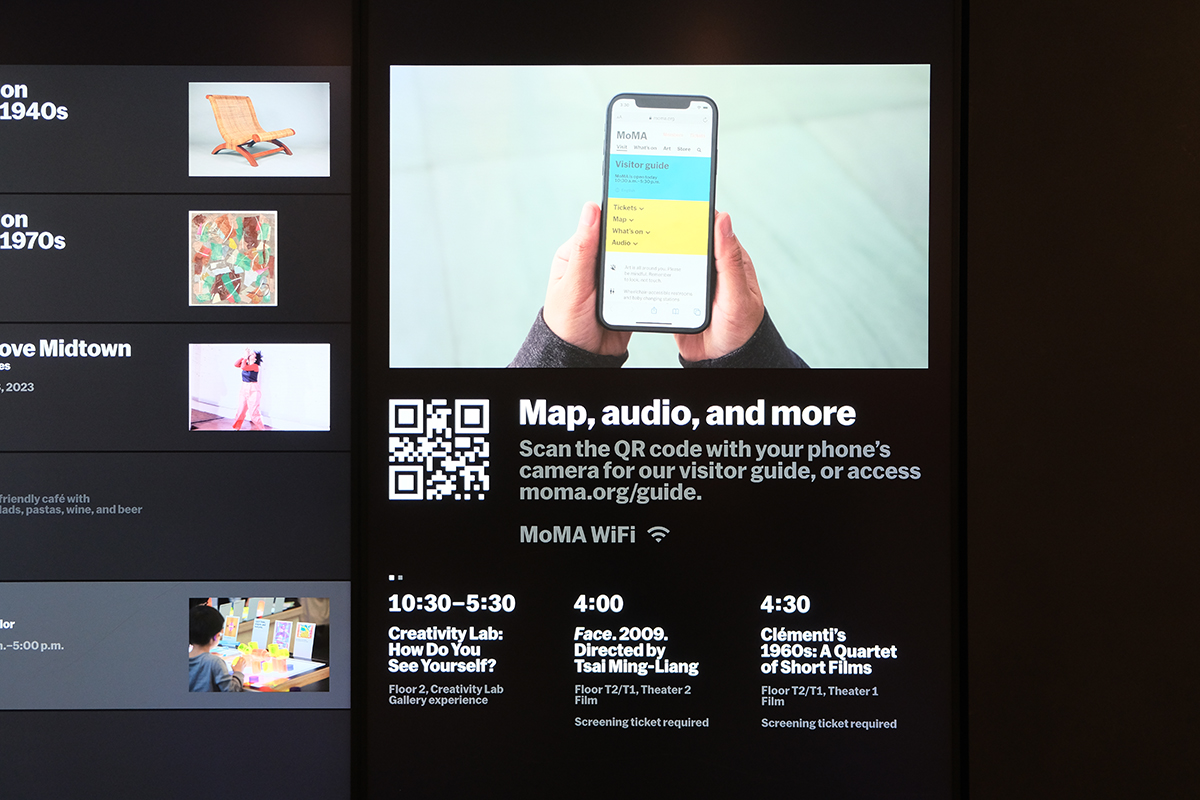 on
1940s
on
1970s
ove Midtown
es
, 2023
friendly café with
lads, pastas, wine, and beer
lor
n.–5:00 p.m.
MoMA
Visit What's on Art More
Visitor guide
MoMA is open today
Tickets
Map
What's on
Audio
Map, audio, and more
Scan the QR code with your phone's
camera for our visitor guide, or access
moma.org/guide.
MoMA WiFi
10:30–5:30
Creativity Lab:
How Do You
See Yourself?
Floor 2, Creativity Lab
Gallery experience
4:00
Face. 2009.
Directed by
Tsai Ming-Liang
Floor T2/T1, Theater 2
Film
Screening ticket required
4:30
Clémenti's
1960s: A Quartet
of Short Films
Floor T2/T1, Theater 1
Film
Screening ticket required